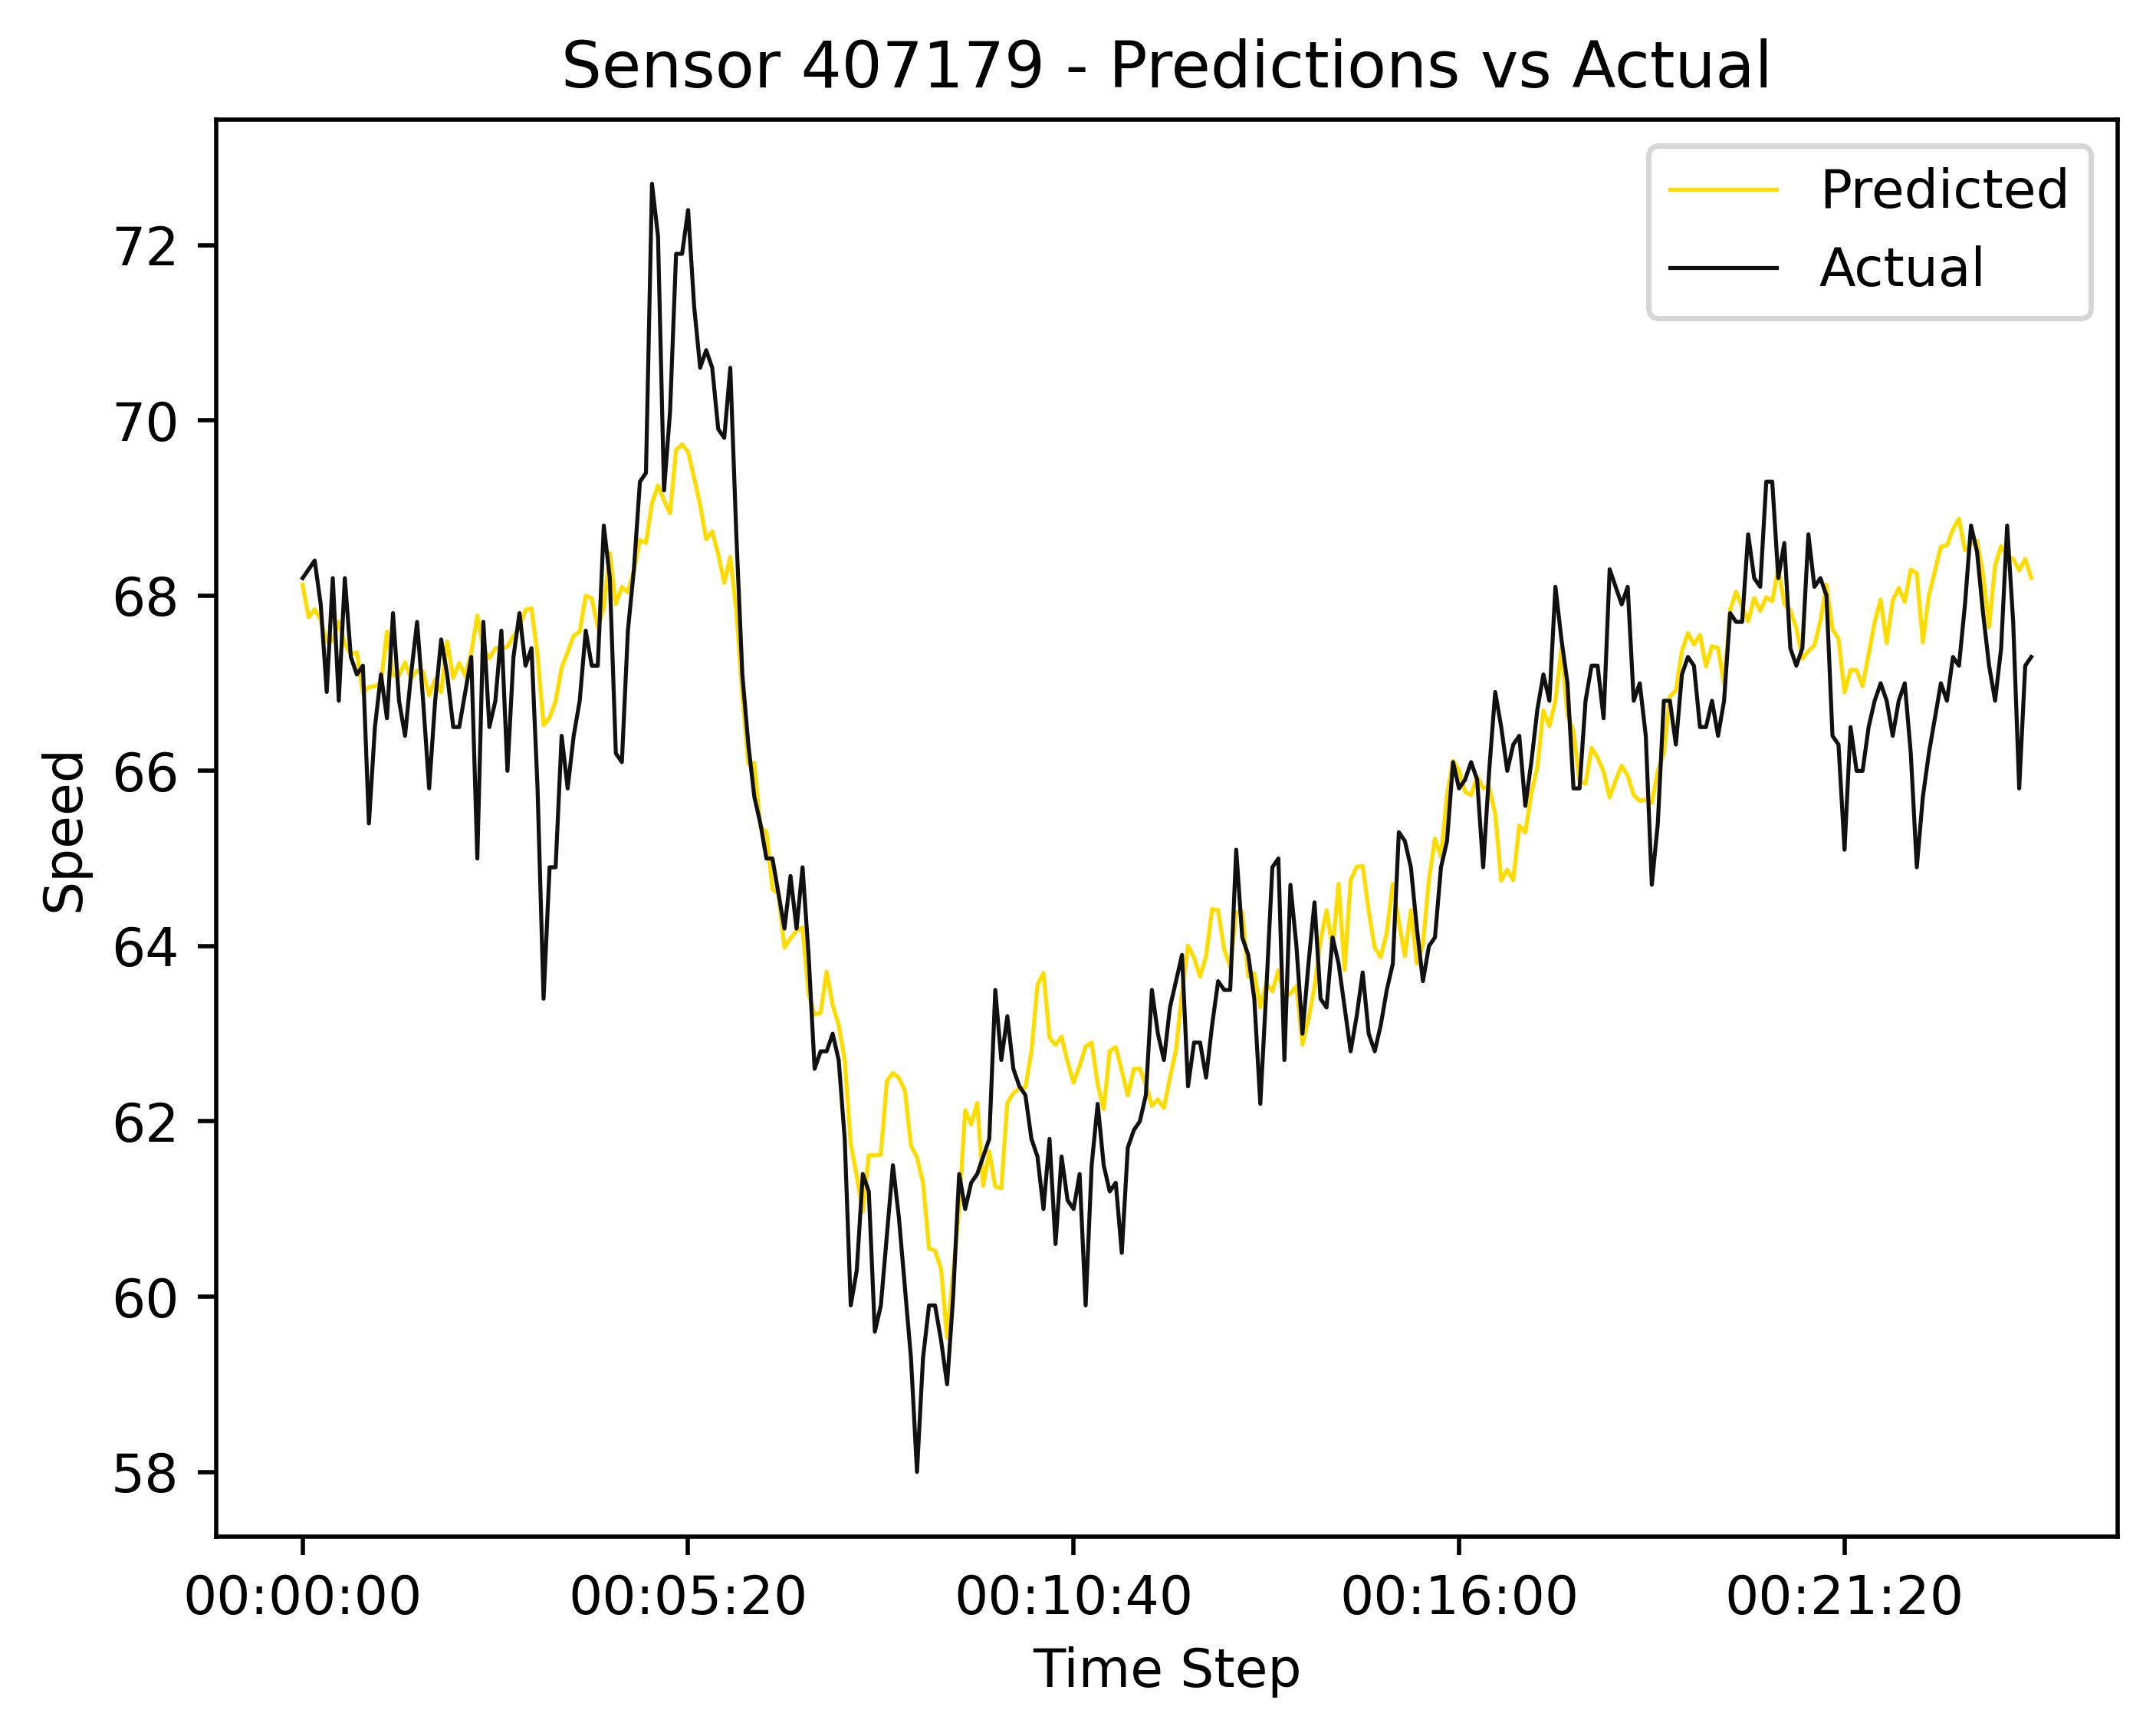 Sensor 407179 - Predictions vs Actual
Predicted
Actual
72
70
68
66
64
62
60
58
Speed
00:00:00 00:05:20 00:10:40 00:16:00 00:21:20
Time Step